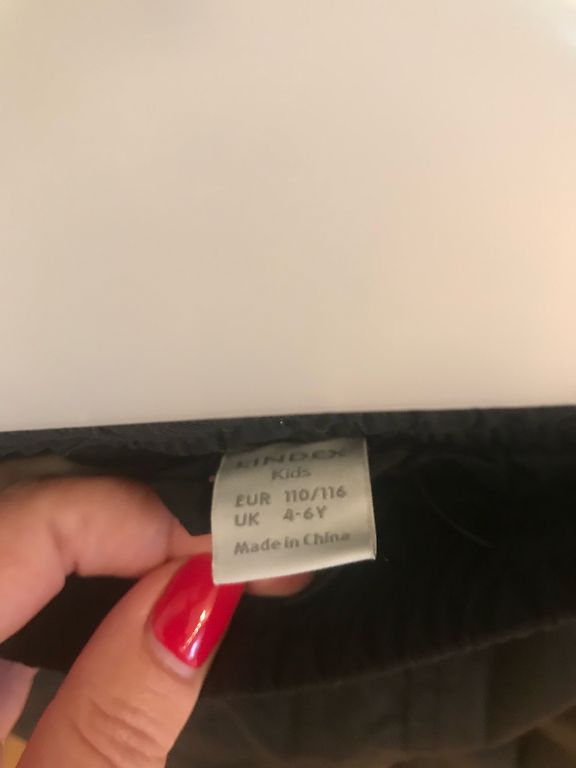 LINDEX
Kids
EUR 110/116
UK 4-6Y
Made in China